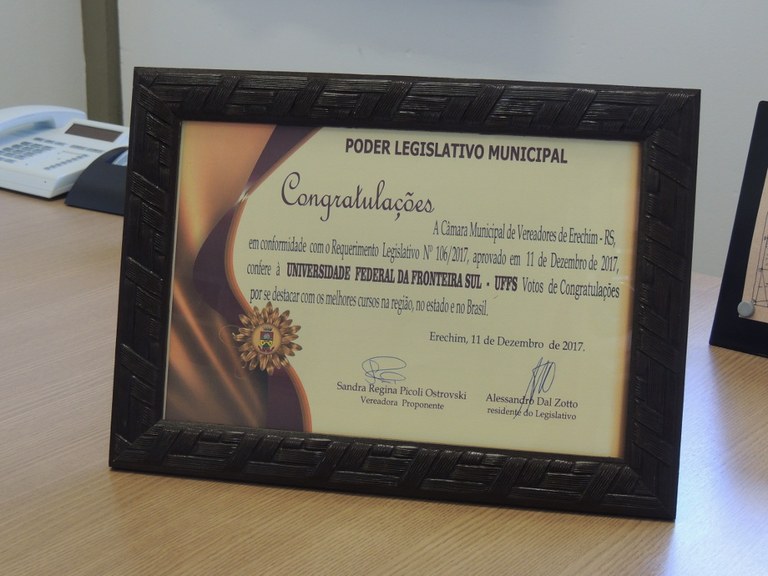 PODER LEGISLATIVO MUNICIPAL
Congratulações
A Câmara Municipal de Vereadores de Erechim - RS,
em conformidade com o Requerimento Legislativo Nº 106/2017, aprovado em 11 de Dezembro de 2017,
confere à UNIVERSIDADE FEDERAL DA FRONTEIRA SUL - UFFS Votos de Congratulações
por se destacar com os melhores cursos na região, no estado e no Brasil.
Erechim, 11 de Dezembro de 2017.
Sandra Regina Picoli Ostrovski
Vereadora Proponente
Alessandro Dal Zotto
residente do Legislativo